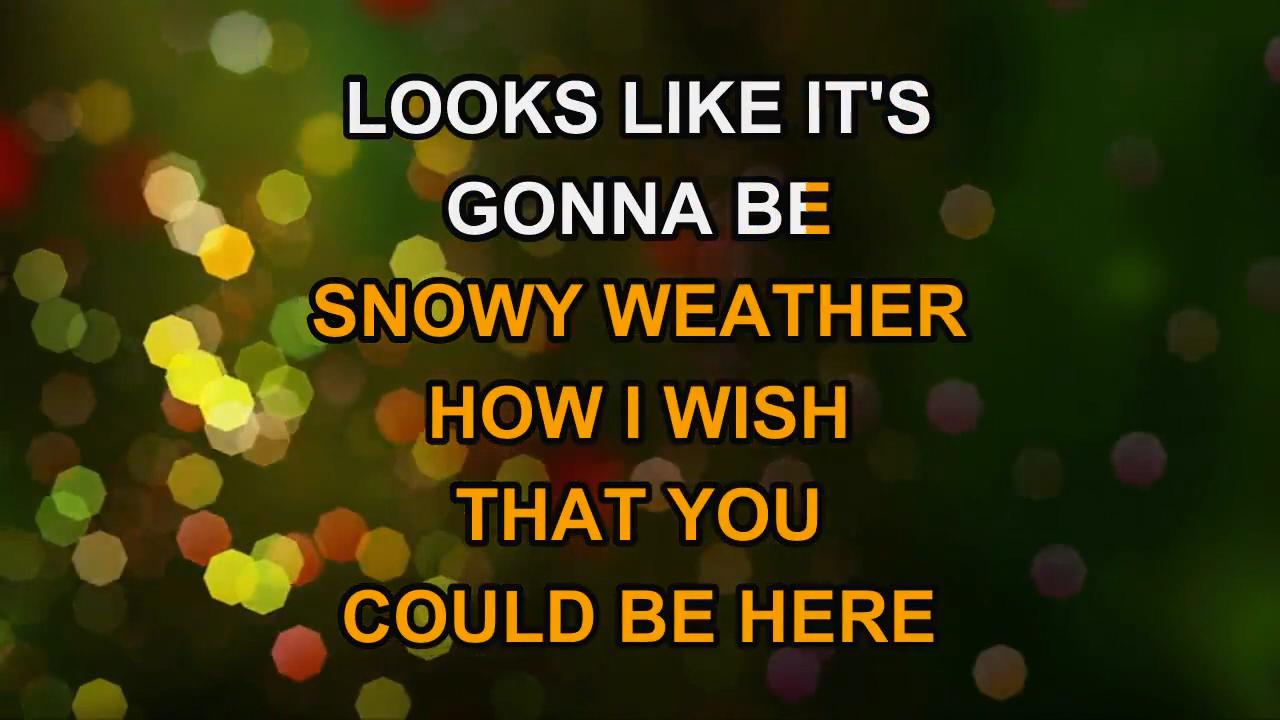 LOOKS LIKE IT'S
GONNA BE
SNOWY WEATHER
HOW I WISH
THAT YOU
COULD BE HERE